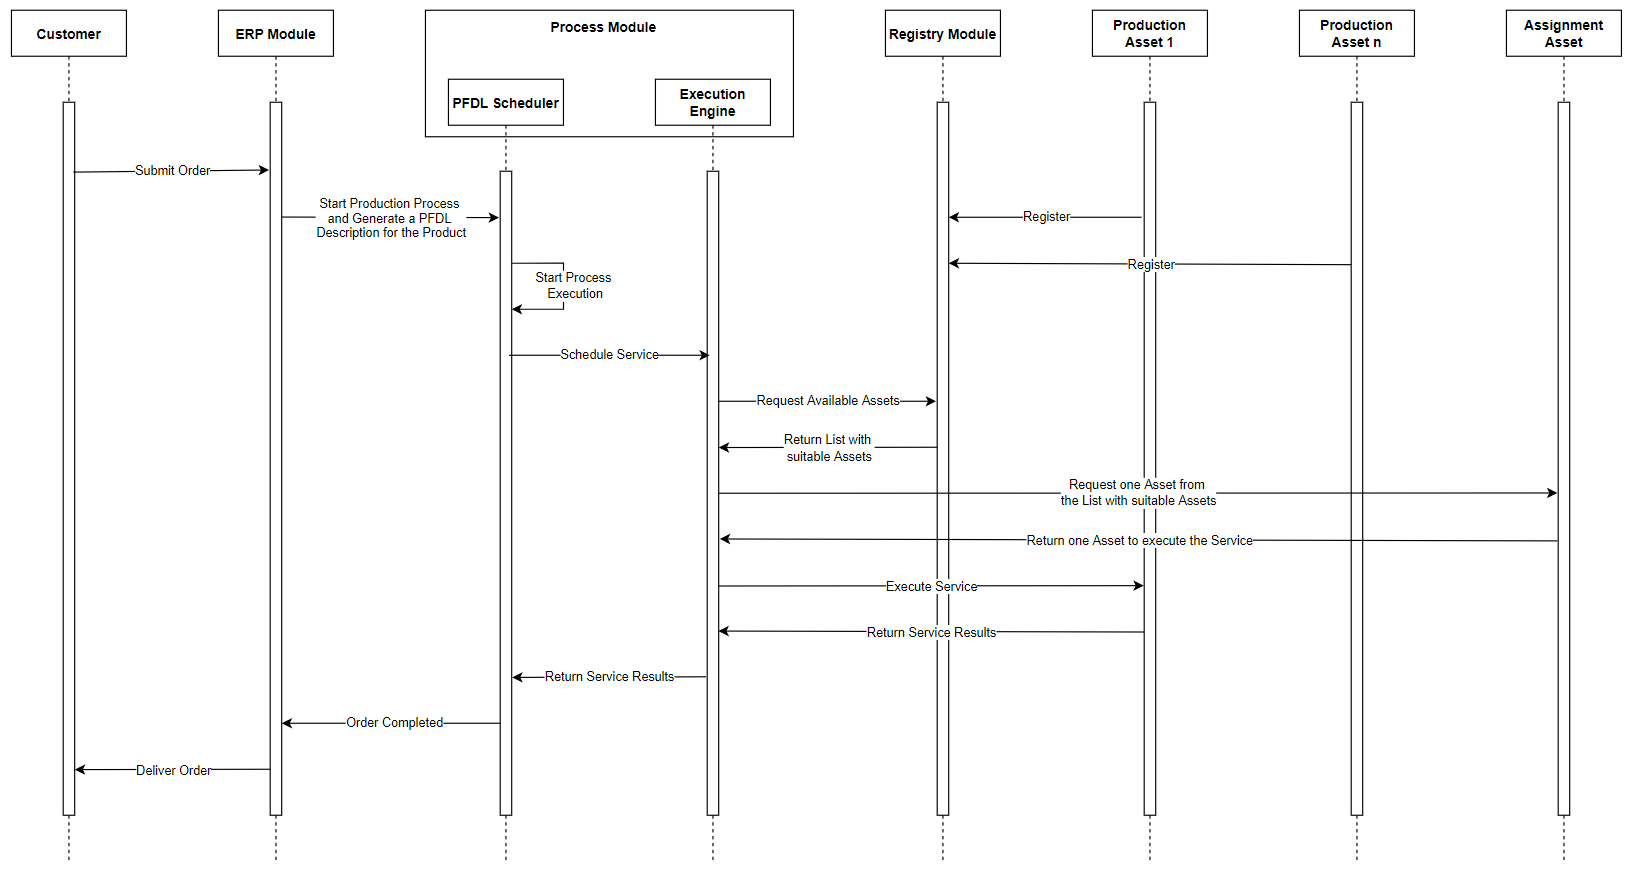 Customer
ERP Module
Process Module
PFDL Scheduler
Execution
Engine
Registry Module
Production
Asset 1
Production
Asset n
Assignment
Asset
Submit Order
Start Production Process
and Generate a PFDL
Description for the Product
Register
Register
Start Process
Execution
Schedule Service
Request Available Assets
Return List with
suitable Assets
Request one Asset from
the List with suitable Assets
Return one Asset to execute the Service
Execute Service
Return Service Results
Return Service Results
Order Completed
Deliver Order